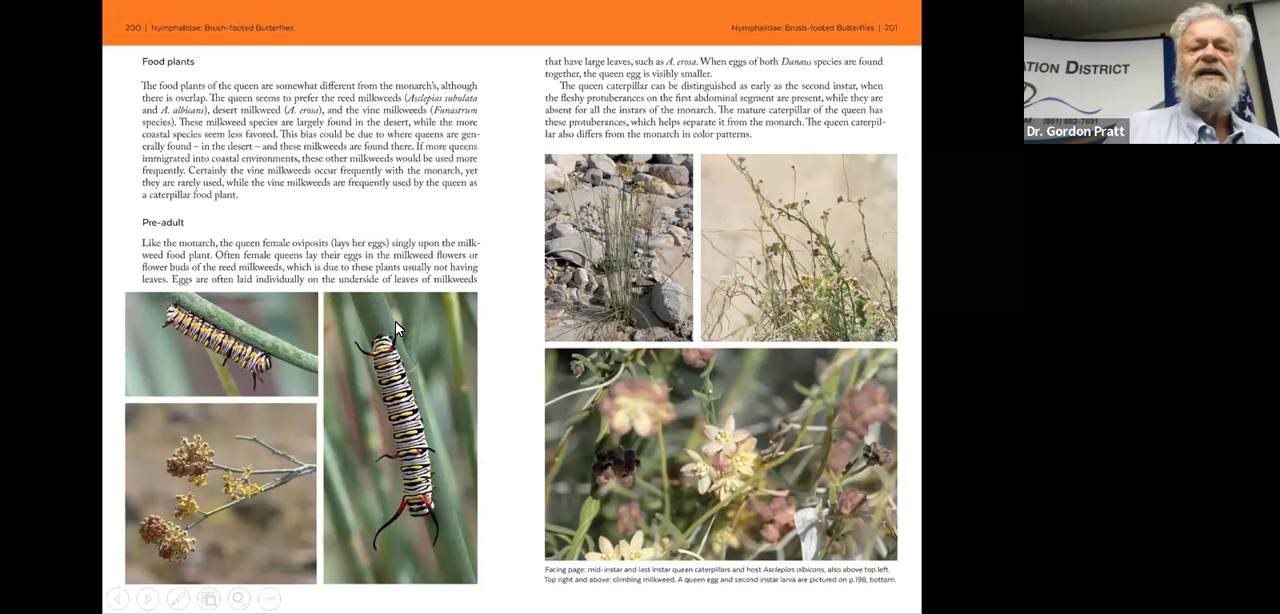 200 | Nymphalidae: Brush-footed Butterflies
Food plants
The food plants of the queen are somewhat different from the monarch's, although
there is overlap. The queen seems to prefer the reed milkweeds (Asclepias subulata
and A. albicans), desert milkweed (A. erosa), and the vine milkweeds (Funastrum
species). These milkweed species are largely found in the desert, while the more
coastal species seem less favored. This bias could be due to where queens are gen-
erally found – in the desert – and these milkweeds are found there. If more queens
immigrated into coastal environments, these other milkweeds would be used more
frequently. Certainly the vine milkweeds occur frequently with the monarch, yet
they are rarely used, while the vine milkweeds are frequently used by the queen as
a caterpillar food plant.
Pre-adult
Like the monarch, the queen female oviposits (lays her eggs) singly upon the milk-
weed food plant. Often female queens lay their eggs in the milkweed flowers or
flower buds of the reed milkweeds, which is due to these plants usually not having
leaves. Eggs are often laid individually on the underside of leaves of milkweeds
Nymphalidae: Brush-footed Butterflies | 201
that have large leaves, such as A. erosa. When eggs of both Danaus species are found
together, the queen egg is visibly smaller.
The queen caterpillar can be distinguished as early as the second instar, when
the fleshy protuberances on the first abdominal segment are present, while they are
absent for all the instars of the monarch. The mature caterpillar of the queen has
these protuberances, which helps separate it from the monarch. The queen caterpil-
lar also differs from the monarch in color patterns.
Facing page: mid-instar and last instar queen caterpillars and host Asclepias albicans, also above top left.
Top right and above: climbing milkweed. A queen egg and second instar larva are pictured on p.198, bottom.
ATION DISTRICT
Dr. Gordon Pratt